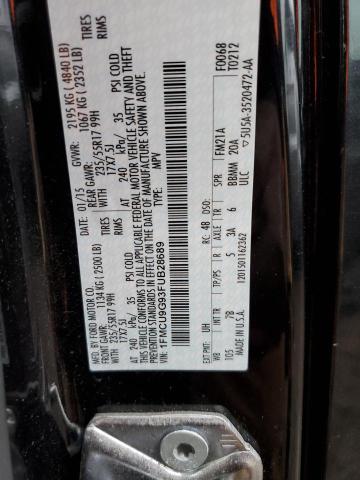 MFD. BY FORD MOTOR CO.
DATE: 01/15 GVWR: 2195 KG ( 4840 LB)
FRONT GAWR: 1134 KG ( 2500 LB) REAR GAWR: 1067 KG ( 2352 LB)
WITH 235/55R17 99H TIRES WITH 235/55R17 99H TIRES
17X7.5J RIMS 17X7.5J RIMS
AT 240 kPa/ 35 PSI COLD AT 240 kPa/ 35 PSI COLD
THIS VEHICLE CONFORMS TO ALL APPLICABLE FEDERAL MOTOR VEHICLE SAFETY AND THEFT
PREVENTION STANDARDS IN EFFECT ON THE DATE OF MANUFACTURE SHOWN ABOVE.
VIN: 1FMCU9G93FUB28689
TYPE: MPV
F0068
T0212
EXT PNT: UH RC: 48 DSO: FM21A
WB INT TR TP/PS R AXLE TR SPR
105 7B 5 3A 6 BBMM 20A
ULC
1201501162362
MADE IN U.S.A. 5U5A-3520472-AA